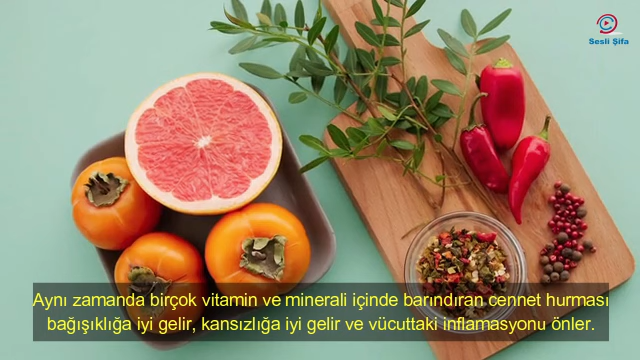 Sesli Şifa
Aynı zamanda birçok vitamin ve minerali içinde barındıran cennet hurması
bağışıklığa iyi gelir, kansızlığa iyi gelir ve vücuttaki inflamasyonu önler.